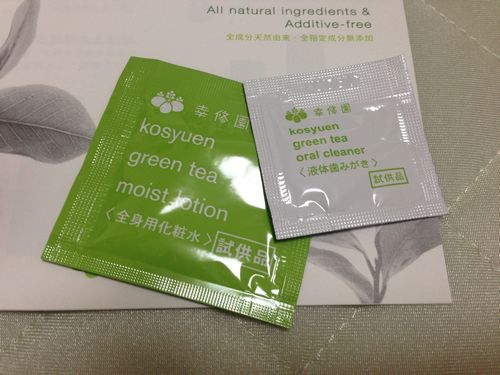 All natural ingredients &
Additive-free
全成分天然由来・全指定成分無添加
幸修園
kosyuen
green tea
moist lotion
〈全身用化粧水〉 試供品
幸修園
kosyuen
green tea
oral cleaner
〈液体歯みがき〉
試供品